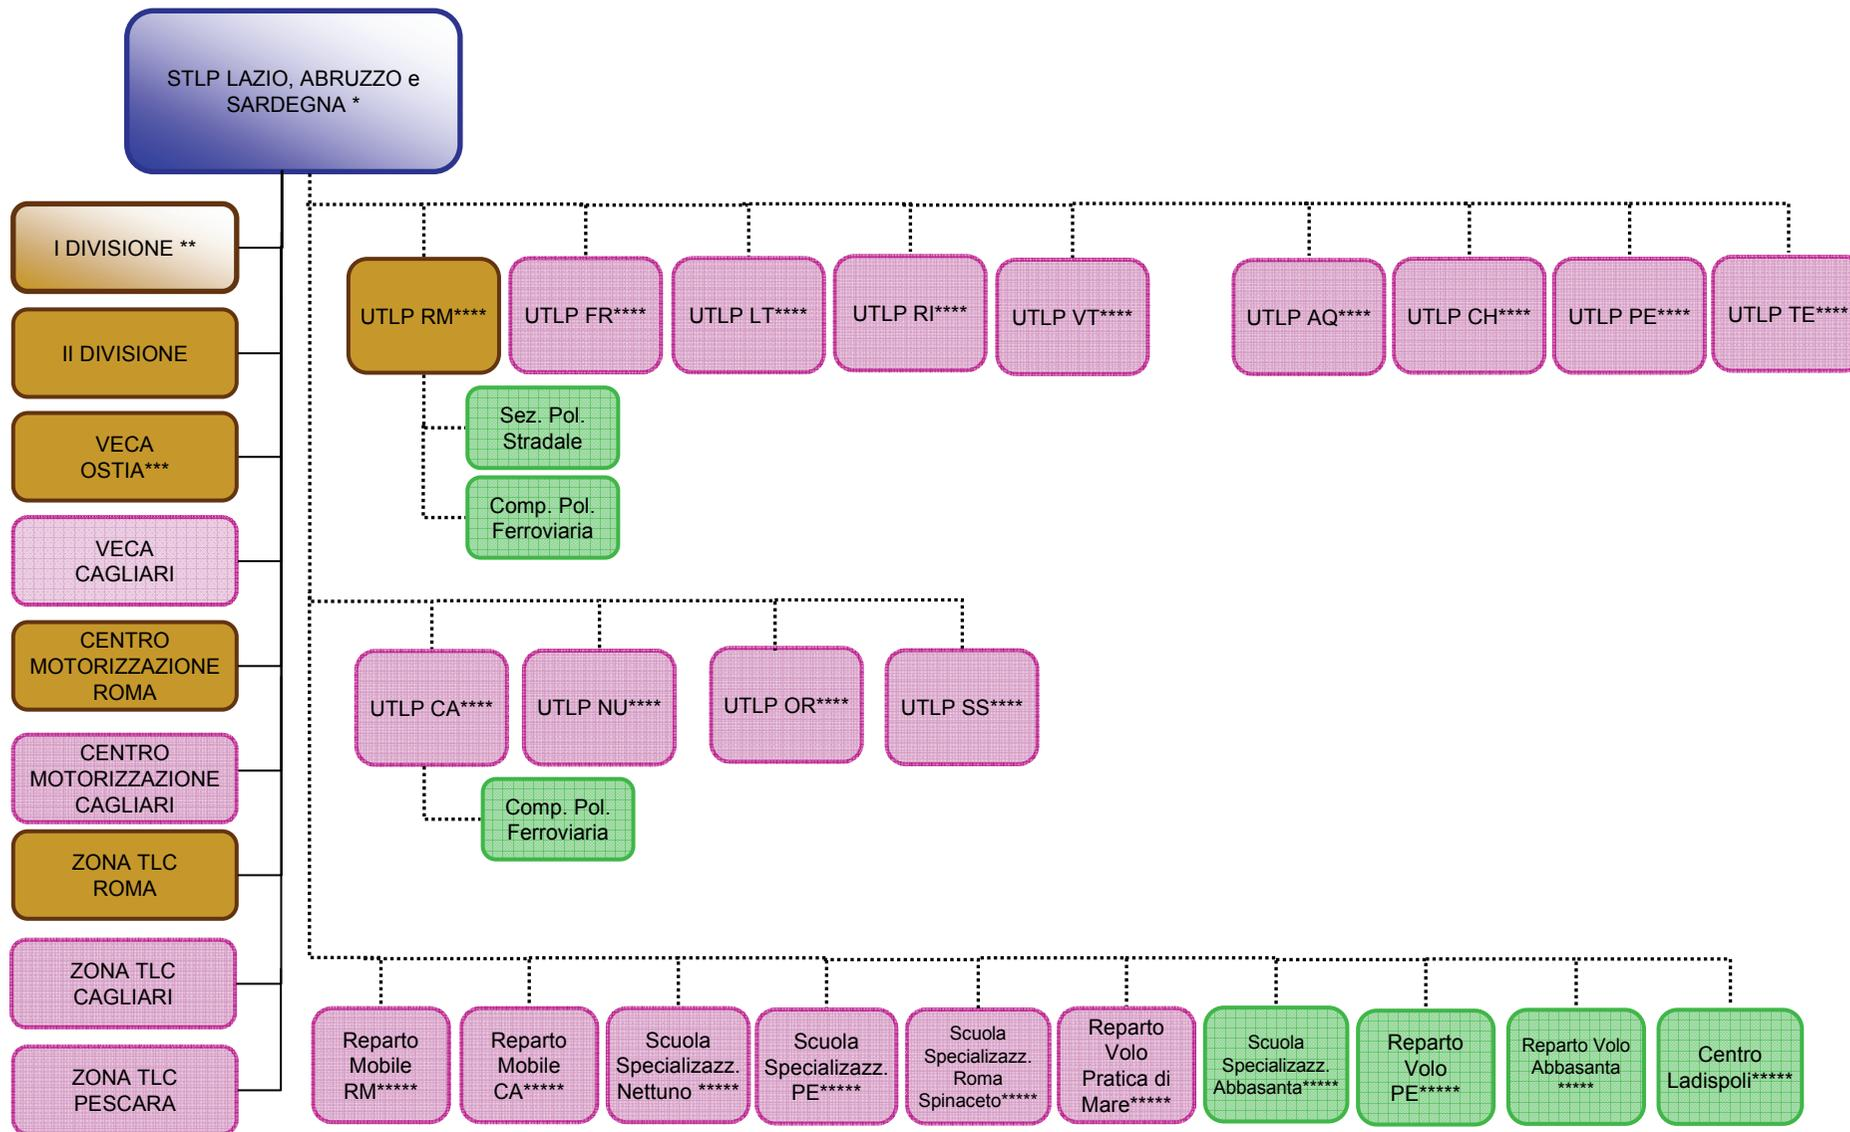 STLP LAZIO, ABRUZZO e
SARDEGNA *
I DIVISIONE **
II DIVISIONE
VECA
OSTIA***
VECA
CAGLIARI
CENTRO
MOTORIZZAZIONE
ROMA
CENTRO
MOTORIZZAZIONE
CAGLIARI
ZONA TLC
ROMA
ZONA TLC
CAGLIARI
ZONA TLC
PESCARA
UTLP RM****
UTLP FR****
UTLP LT****
UTLP RI****
UTLP VT****
UTLP AQ****
UTLP CH****
UTLP PE****
UTLP TE****
Sez. Pol.
Stradale
Comp. Pol.
Ferroviaria
UTLP CA****
UTLP NU****
UTLP OR****
UTLP SS****
Comp. Pol.
Ferroviaria
Reparto
Mobile
RM*****
Reparto
Mobile
CA*****
Scuola
Specializazz.
Nettuno *****
Scuola
Specializazz.
PE*****
Scuola
Specializazz.
Roma
Spinaceto*****
Reparto
Volo
Pratica di
Mare*****
Scuola
Specializazz.
Abbasanta*****
Reparto
Volo
PE*****
Reparto Volo
Abbasanta
*****
Centro
Ladispoli*****